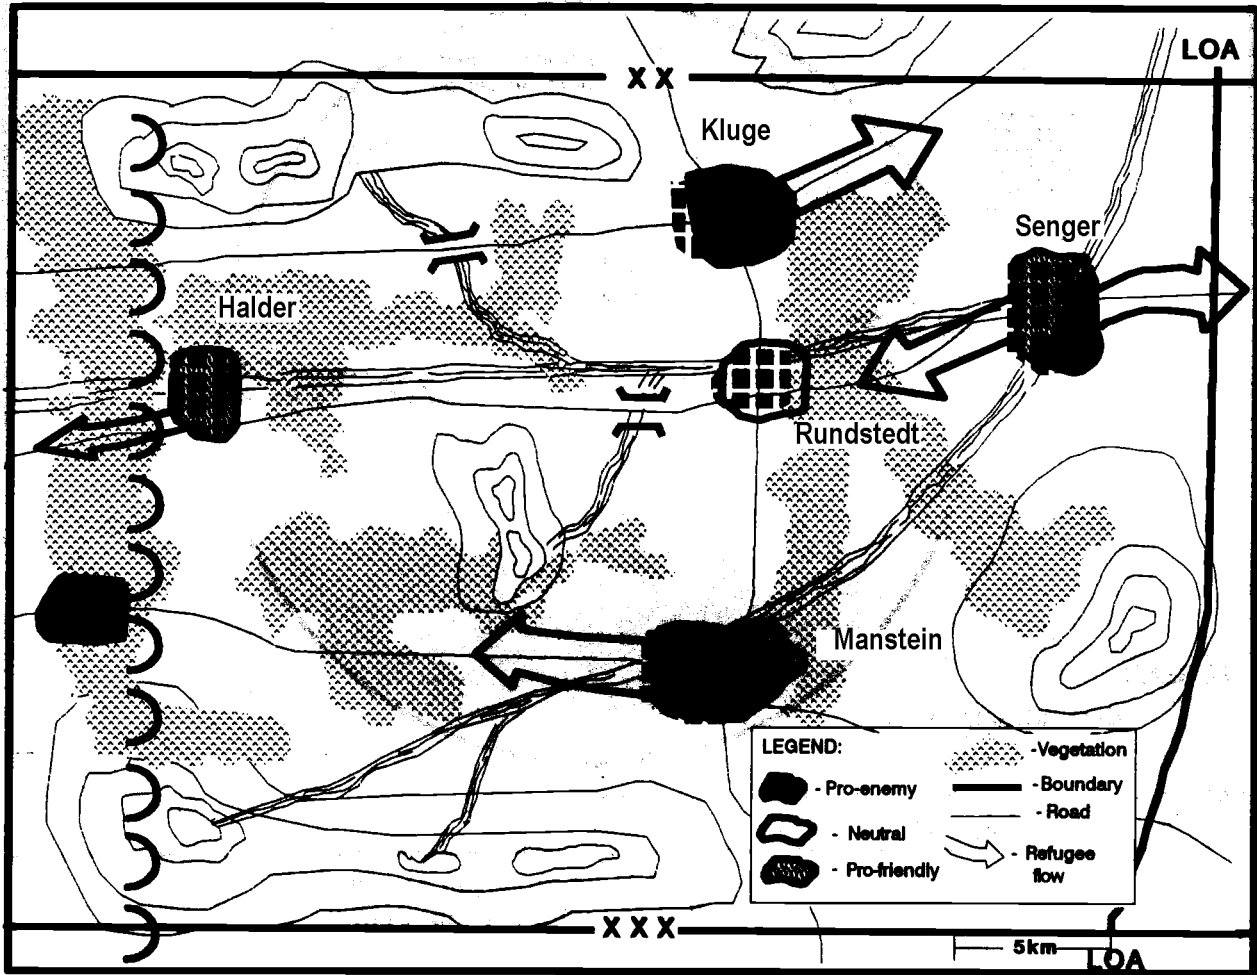 LOA
XX
Kluge
Senger
Halder
Rundstedt
Manstein
LEGEND:
- Pro-enemy
- Neutral
- Pro-friendly
-Vegetation
- Boundary
- Road
- Refugee
flow
XXX
5km
LOA